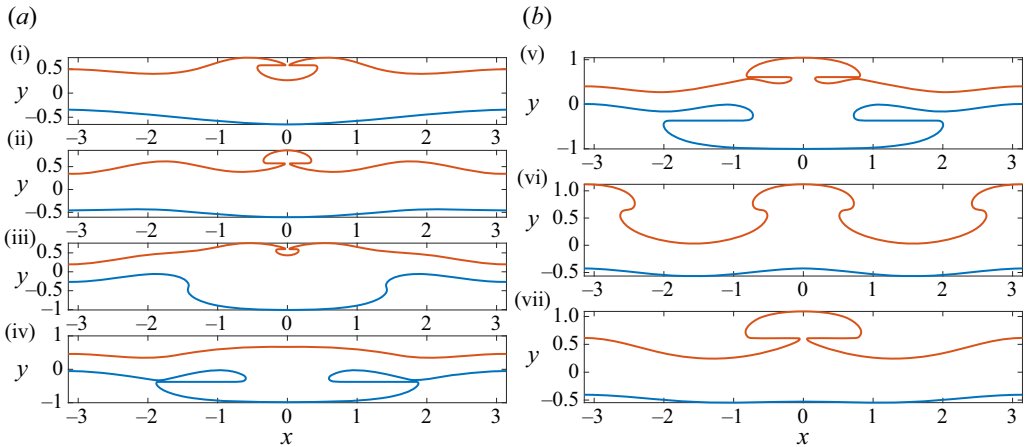 (a)
(i)
0.5
y 0
–0.5
–3 –2 –1 0 1 2 3
(ii)
0.5
y 0
–0.5
–3 –2 –1 0 1 2 3
(iii)
0.5
y 0
–0.5
–1
–3 –2 –1 0 1 2 3
(iv)
1
y 0
–1
–3 –2 –1 0 1 2 3
x
(b)
(v)
1
y 0
–1
–3 –2 –1 0 1 2 3
(vi)
1.0
y 0.5
0
–0.5
–3 –2 –1 0 1 2 3
(vii)
1.0
y 0.5
0
–0.5
–3 –2 –1 0 1 2 3
x